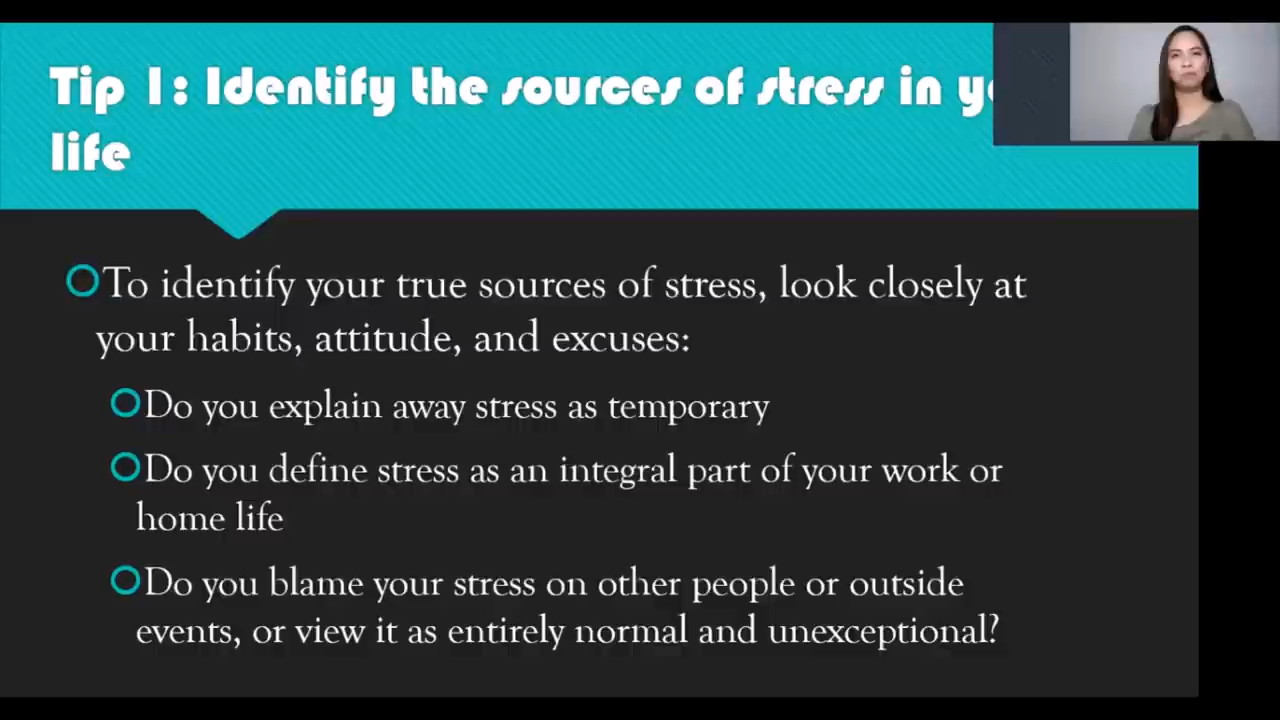 Tip 1: Identify the sources of stress in
life
To identify your true sources of stress, look closely at
your habits, attitude, and excuses:
Do you explain away stress as temporary
Do you define stress as an integral part of your work or
home life
Do you blame your stress on other people or outside
events, or view it as entirely normal and unexceptional?